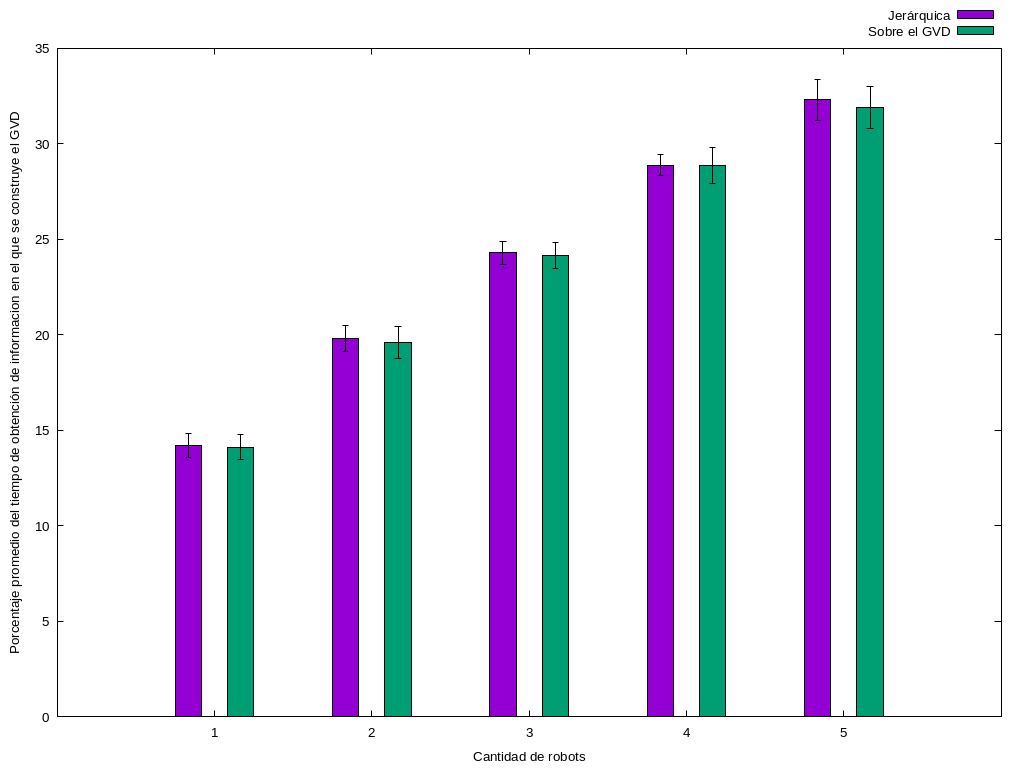 Jerárquica
Sobre el GVD
35
30
25
20
15
10
5
0
Porcentaje promedio del tiempo de obtención de informacion en el que se construye el GVD
1 2 3 4 5
Cantidad de robots